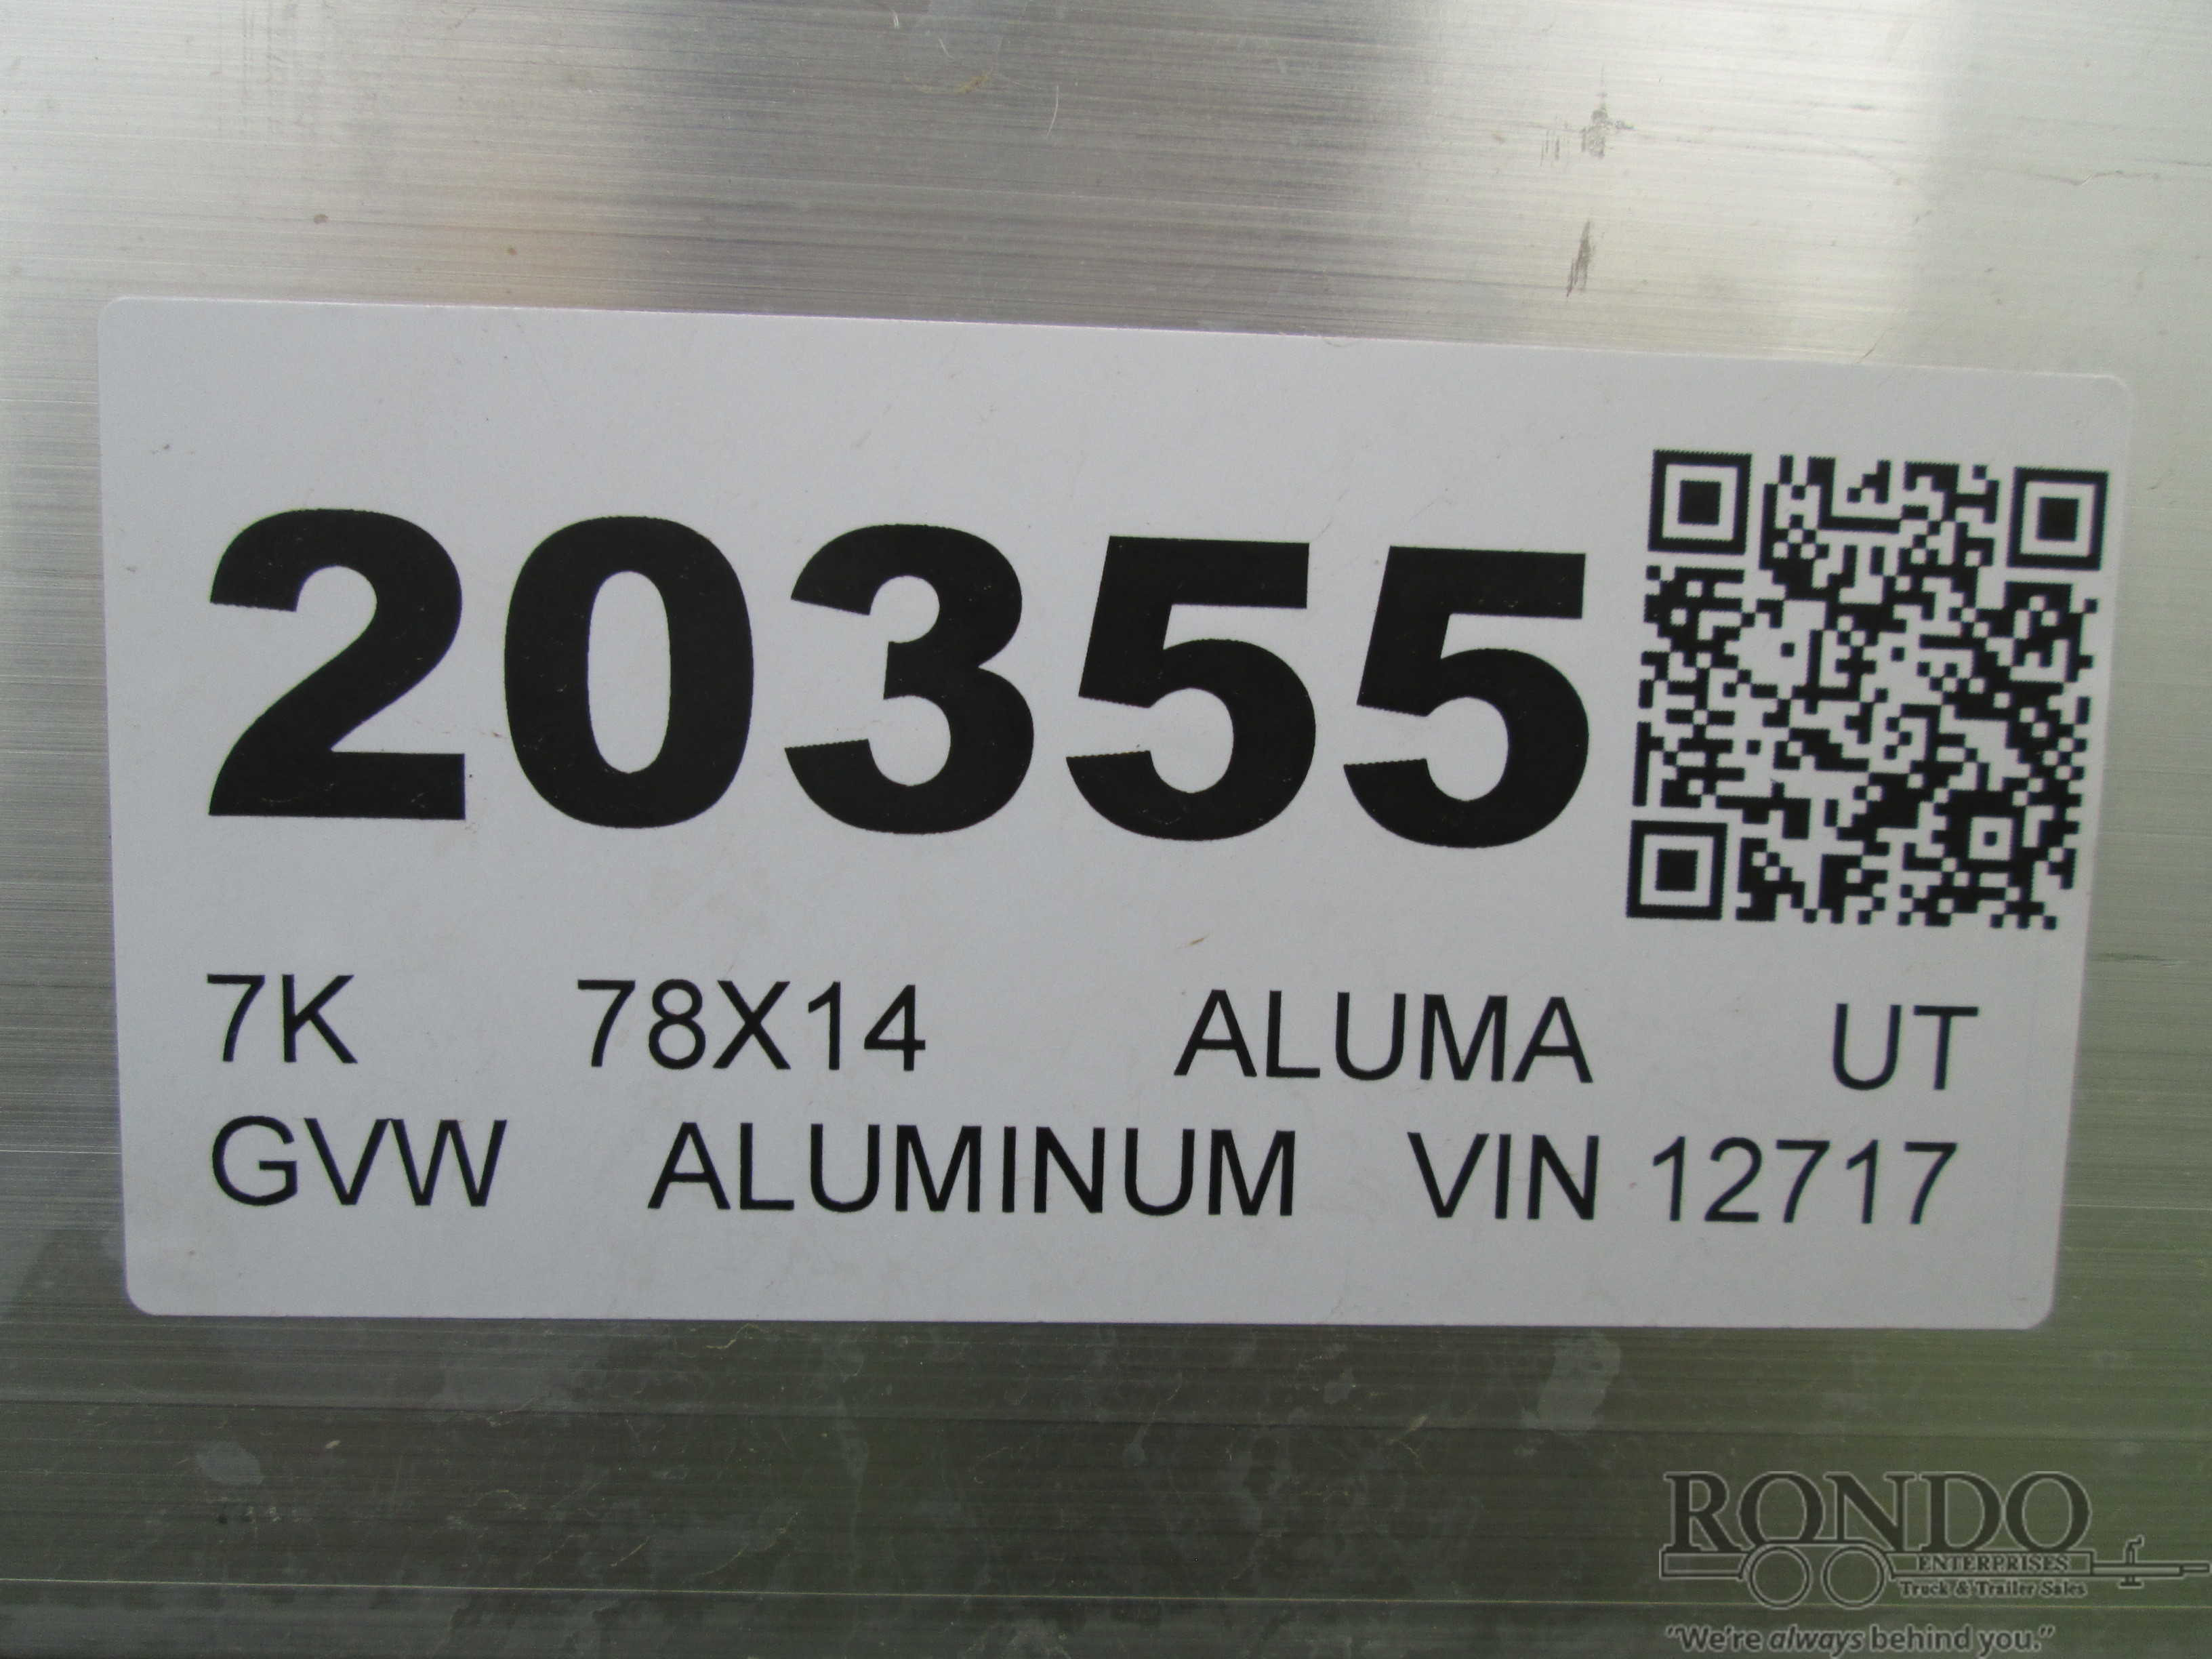 20355
7K 78X14 ALUMA UT
GVW ALUMINUM VIN 12717
RONDO
ENTERPRISES
Truck & Trailer Sales
"We're always behind you."